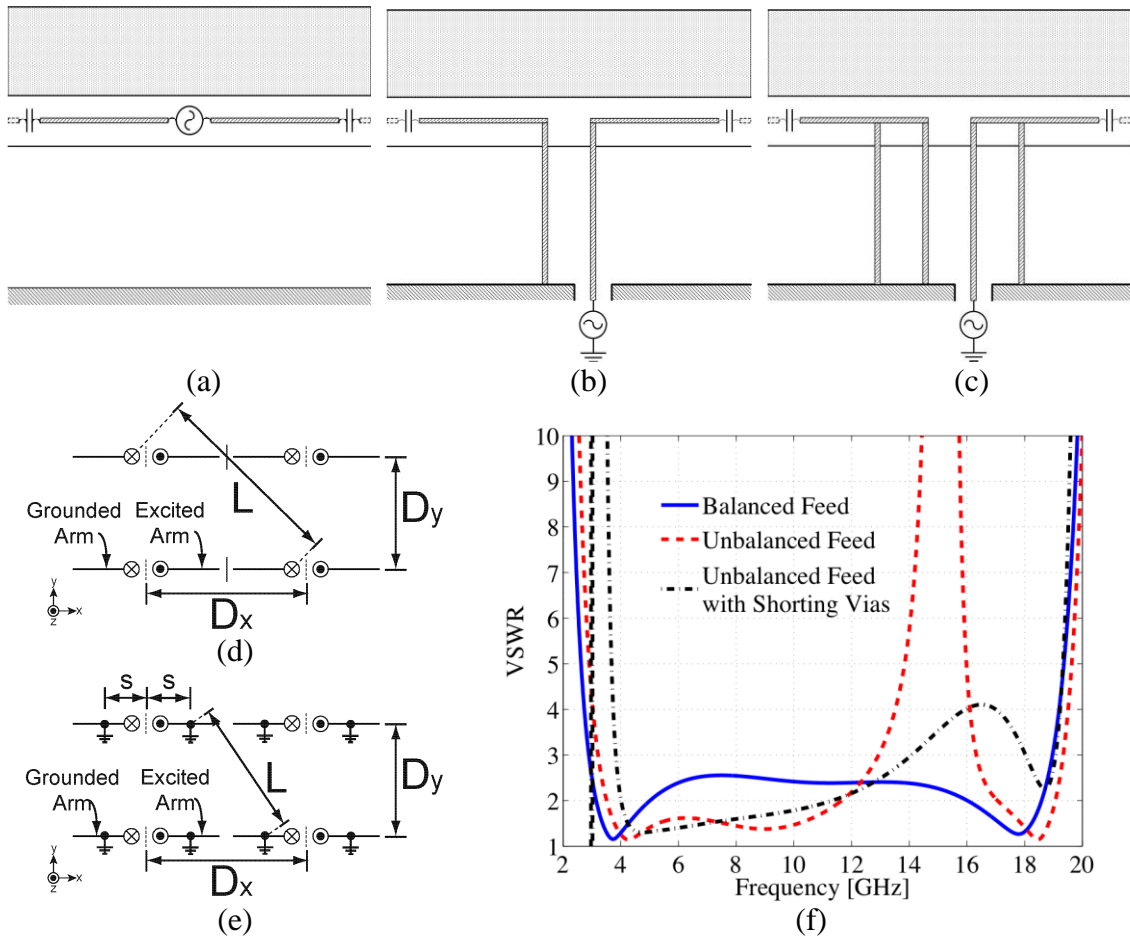 (a)
(b)
(c)
L
Dy
Grounded
Arm
Excited
Arm
y
z
x
Dx
(d)
s
s
L
Dy
Grounded
Arm
Excited
Arm
y
z
x
Dx
(e)
10
9
8
7
6
5
4
3
2
1
VSWR
Balanced Feed
Unbalanced Feed
Unbalanced Feed
with Shorting Vias
2
4
6
8
10
12
14
16
18
20
Frequency [GHz]
(f)